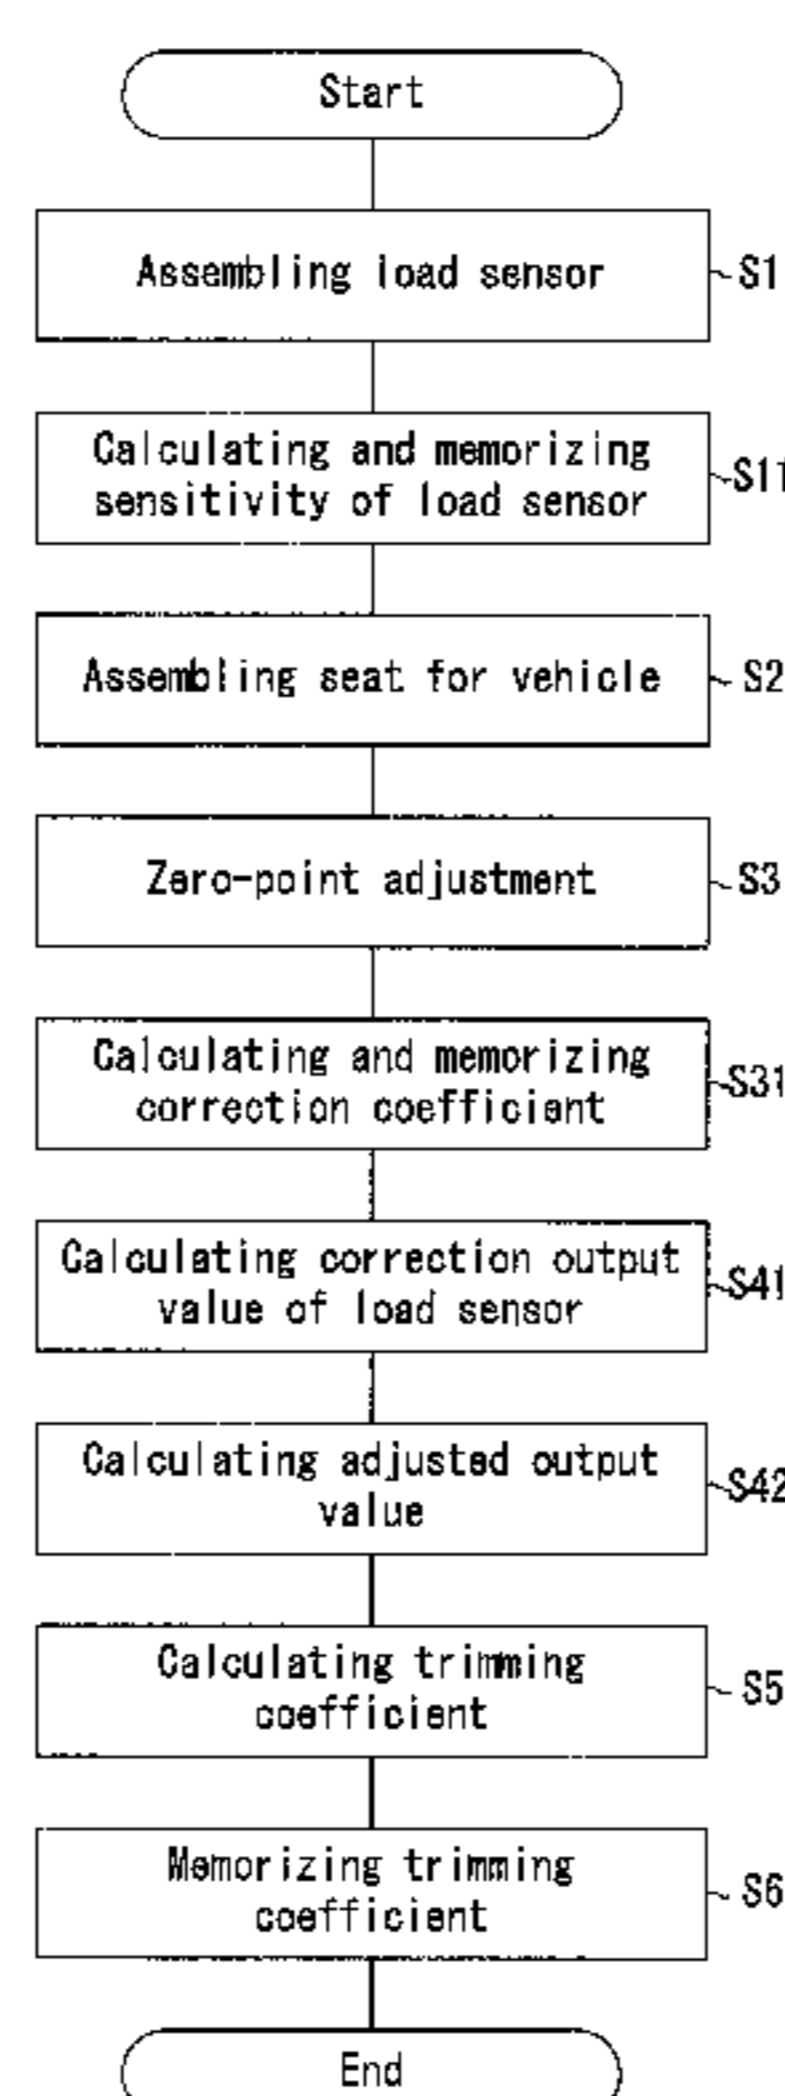 Start
Assembling load sensor
S1
Calculating and memorizing
sensitivity of load sensor
S11
Assembling seat for vehicle
S2
Zero-point adjustment
S3
Calculating and memorizing
correction coefficient
S31
Calculating correction output
value of load sensor
S41
Calculating adjusted output
value
S42
Calculating trimming
coefficient
S5
Memorizing trimming
coefficient
S6
End